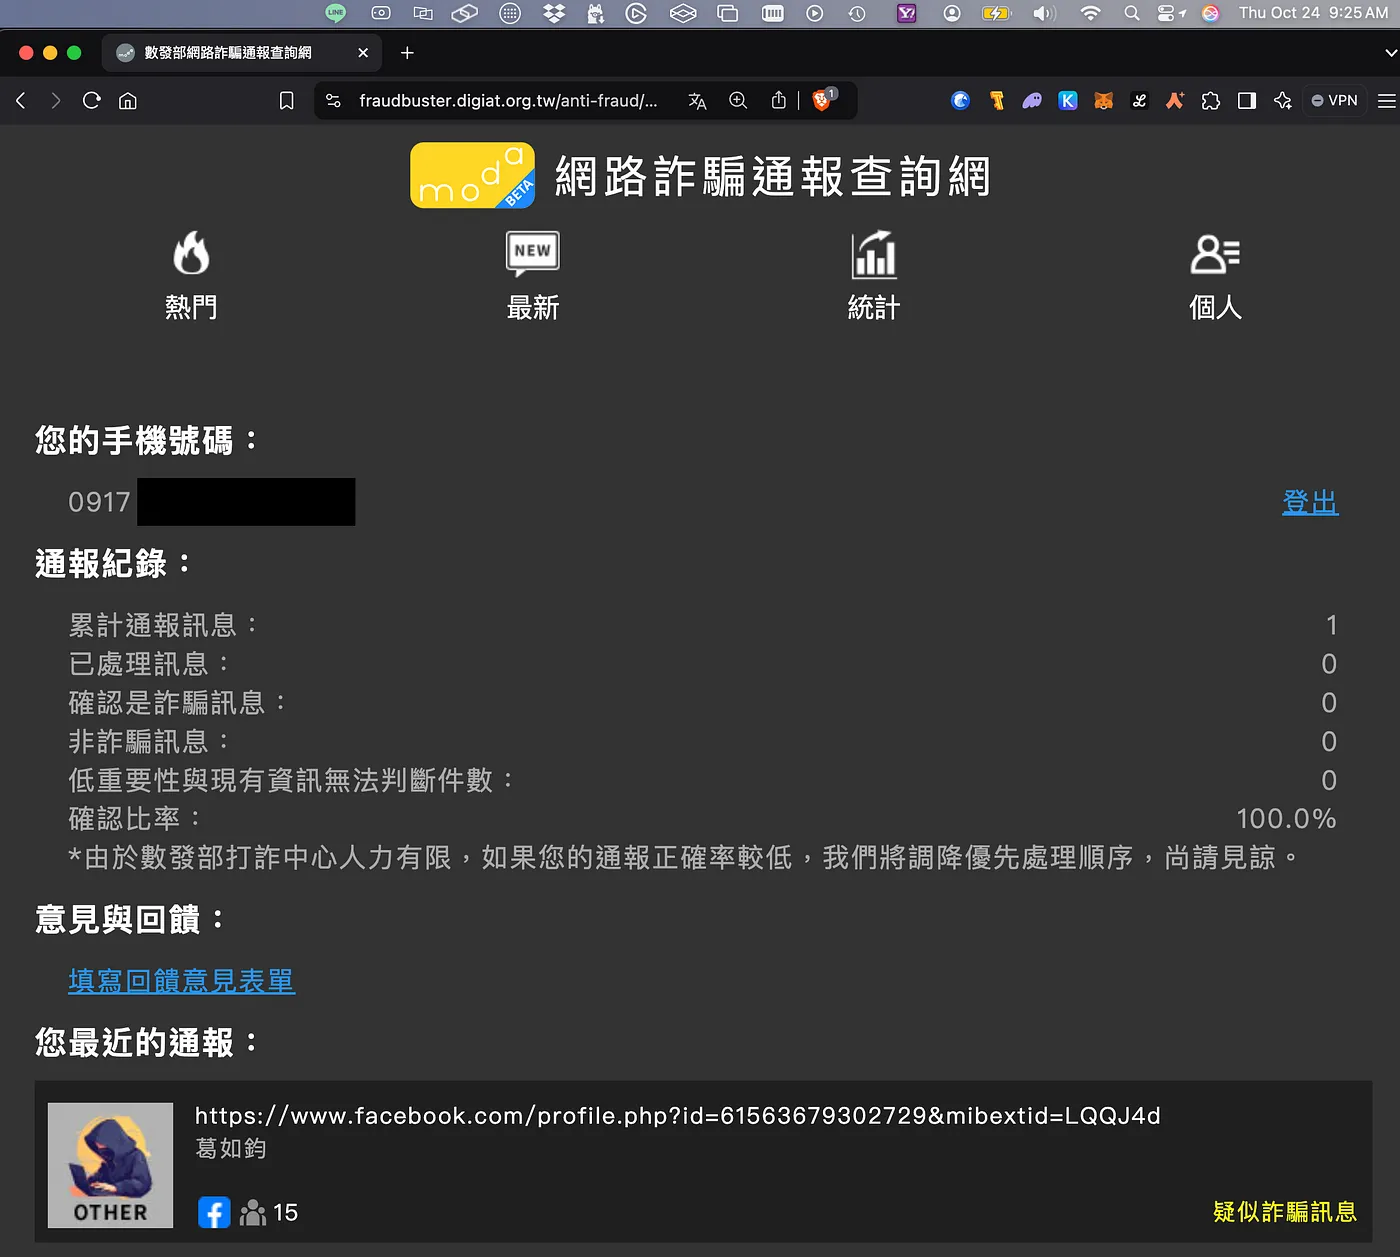 LINE
Thu Oct 24 9:25 AM
數發部網路詐騙通報查詢網
fraudbuster.digiat.org.tw/anti-fraud/...
1
VPN
moda
BETA
網路詐騙通報查詢網
NEW
熱門
最新
統計
個人
您的手機號碼：
0917
登出
通報紀錄：
累計通報訊息：
1
已處理訊息：
0
確認是詐騙訊息：
0
非詐騙訊息：
0
低重要性與現有資訊無法判斷件數：
0
確認比率：
100.0%
*由於數發部打詐中心人力有限，如果您的通報正確率較低，我們將調降優先處理順序，尚請見諒。
意見與回饋：
填寫回饋意見表單
您最近的通報：
https://www.facebook.com/profile.php?id=61563679302729&mibextid=LQQJ4d
葛如鈞
OTHER
15
疑似詐騙訊息